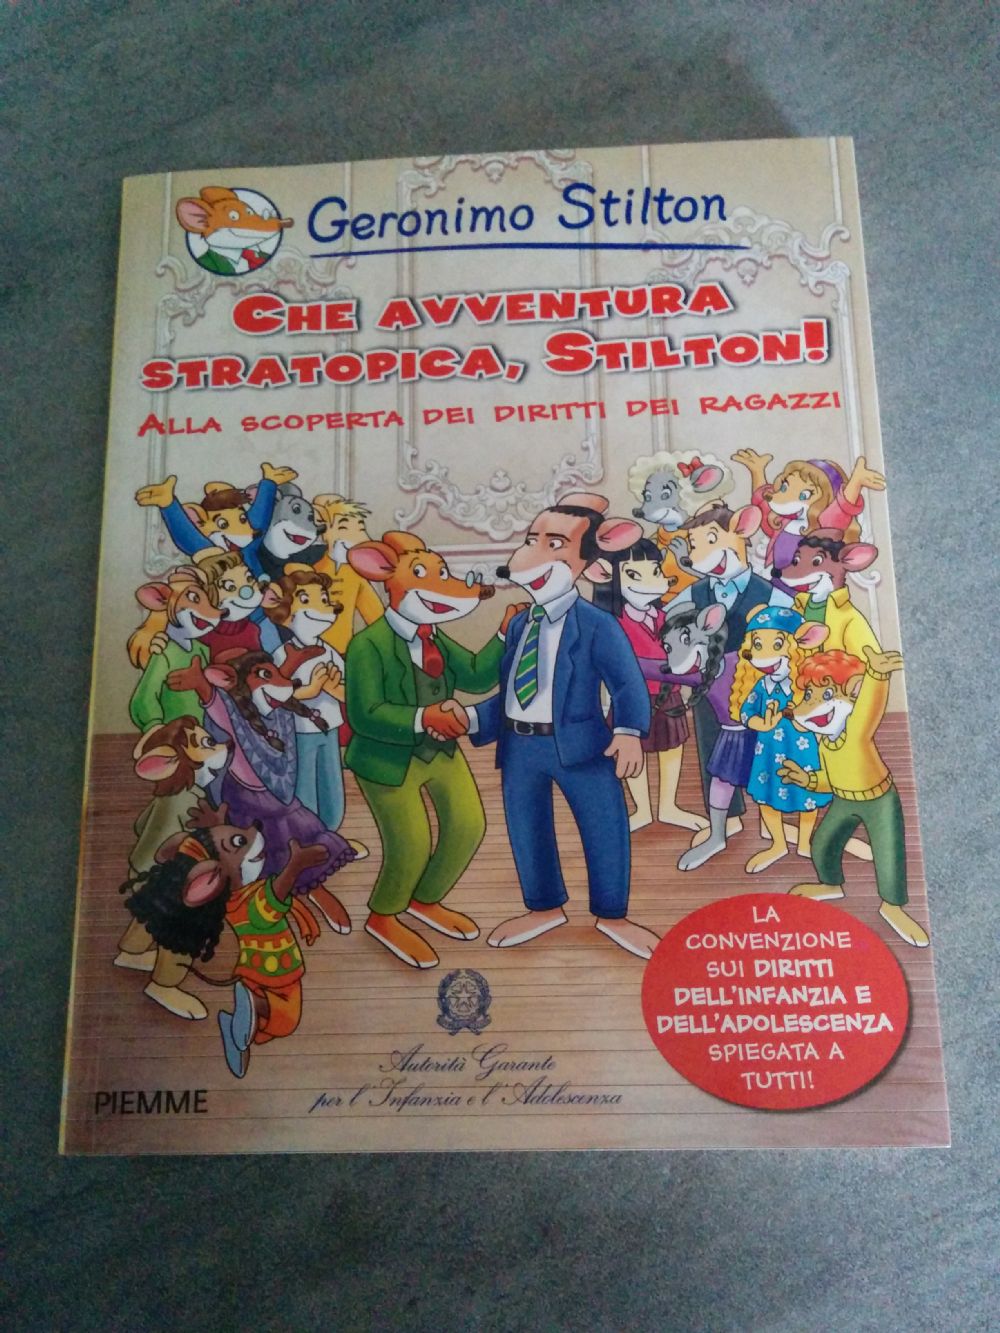 Geronimo Stilton
CHE AVVENTURA
STRATOPICA, STILTON!
ALLA SCOPERTA DEI DIRITTI DEI RAGAZZI
LA
CONVENZIONE
SUI DIRITTI
DELL'INFANZIA E
DELL'ADOLESCENZA
SPIEGATA A
TUTTI!
Autorità Garante
per l'Infanzia e l'Adolescenza
PIEMME